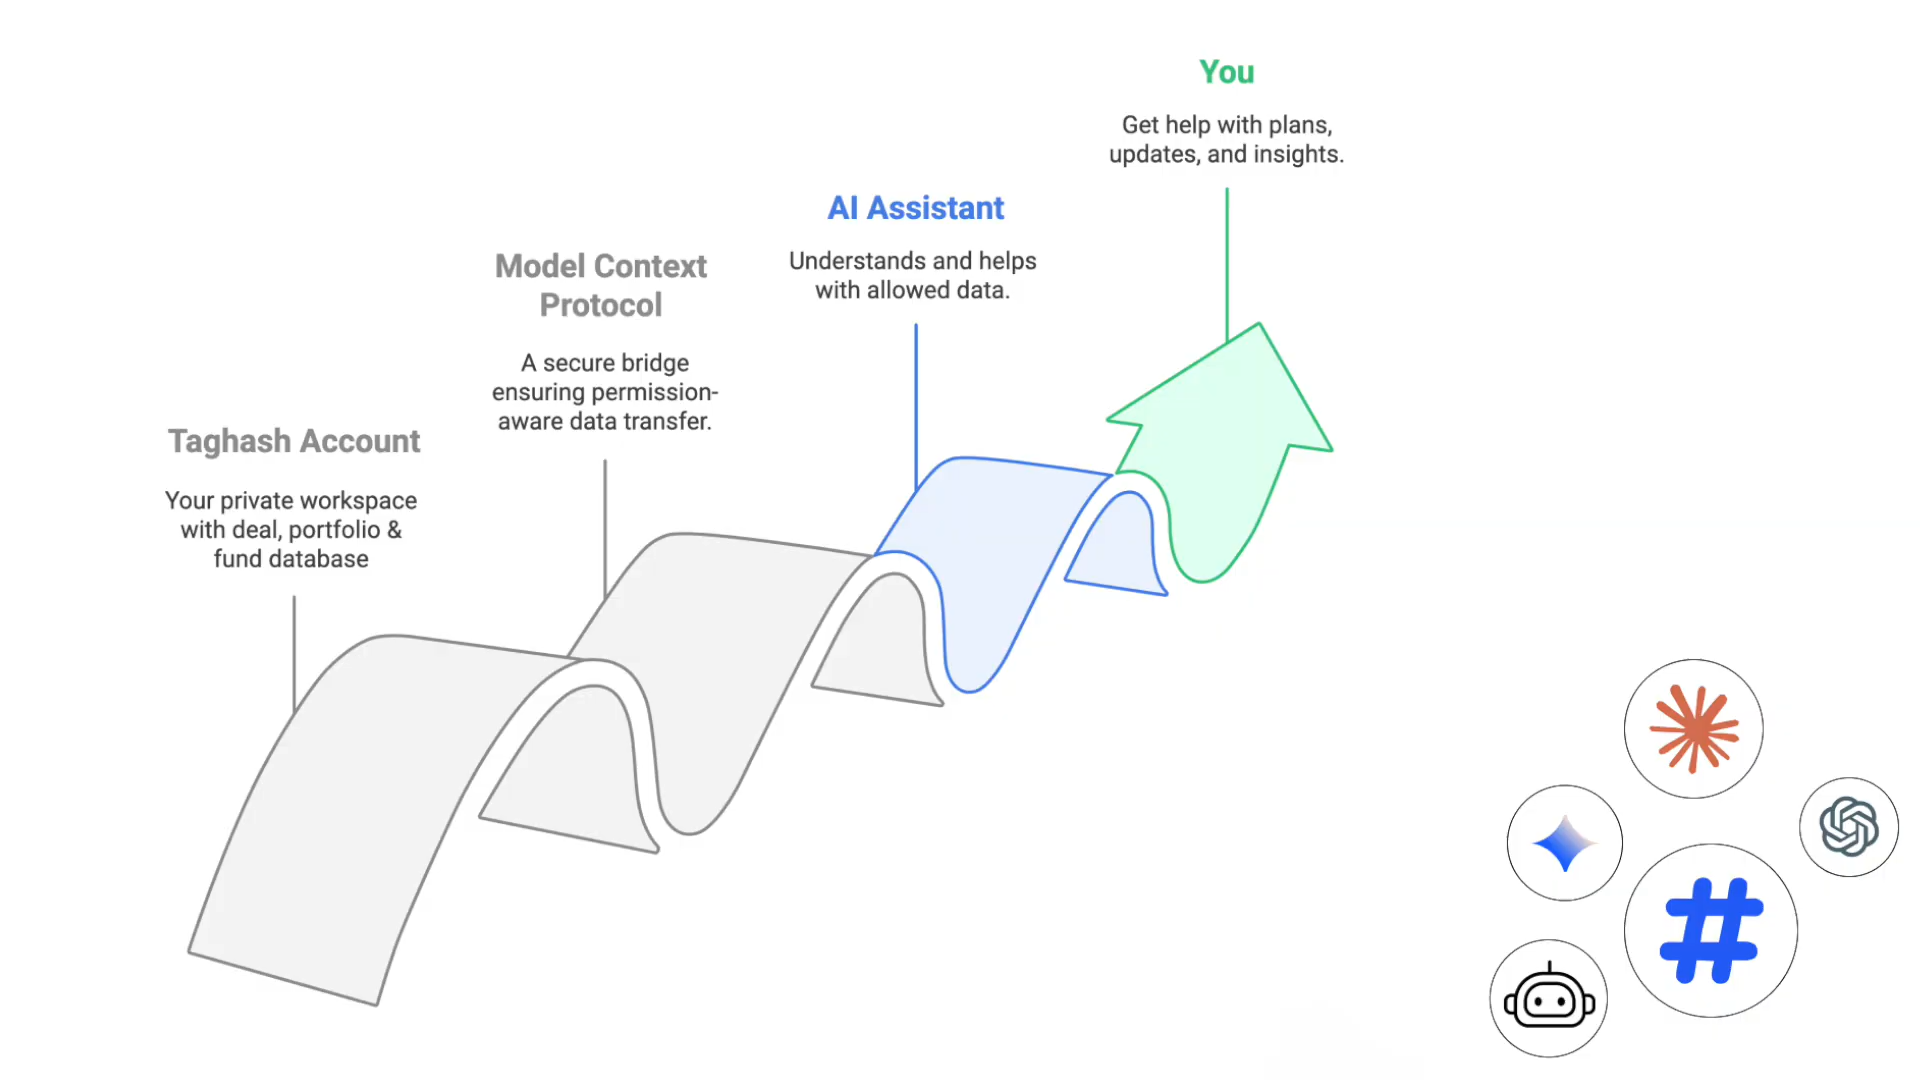 Taghash Account
Your private workspace
with deal, portfolio &
fund database
Model Context
Protocol
A secure bridge
ensuring permission-
aware data transfer.
AI Assistant
Understands and helps
with allowed data.
You
Get help with plans,
updates, and insights.